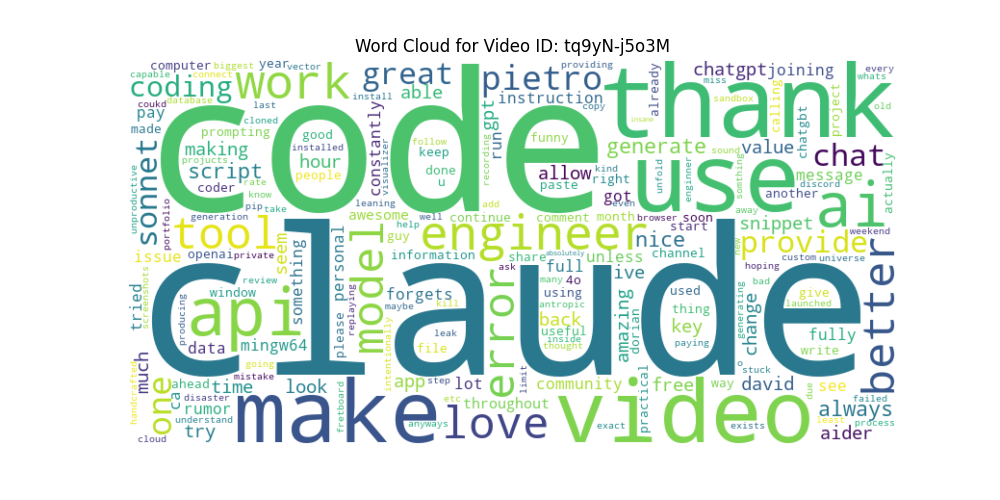 Word Cloud for Video ID: tq9yN-j5o3M
computer biggest year vector
great
pietro
providing
chatgpt joining every
capable connect
work
whats
coding
able
instruction
already
miss
database
install
copy
thank
old
coukd
last
pay
cloned
code
constantly
gpt
run
sandbox
calling
project
made
prompting
good
follow
funny
generate
value
chatgbt
chat
making
installed
hour
keep
recording
insane
use
sound
somthing
message
actually
sonnet
projects
script
people
visualizer
done
allow
right
kind
unfold
enginner
another
discord
ai
unproductive
coder
rate
know
leaning
u
paste
got
even
away
portfolio
pip take
add
generation
awesome
well
continue
comment month
browser soon
snippet
weekend
tool
guy
help
engineer
share
start
new
provide
issue
openai private
seem
something
please personal
model
information
absolutely
unless
nice
channel
hoping
custom universe
window
review
ask
many 4o
full
live
used
bad
give
better
tried
screenshots
producing
api
replaying
forgets
maybe
kill
error
using
antropic
back
useful
inside
thought
amazing
dorian
thing
key
paying
generating
change
launched
fully
write
data
mingw64
leak
file
claude
stuck
going
mistake
intentionally
much
handcrafted
one
ahead
time
look
app
step
lot
limit
community
practical
free
way
david
see
due
failed
learn
car
disaster
rumor
understand
try
cloud
make
fretboard
etc
throughout
love
anyways
exact
video
exists
always
process
aider